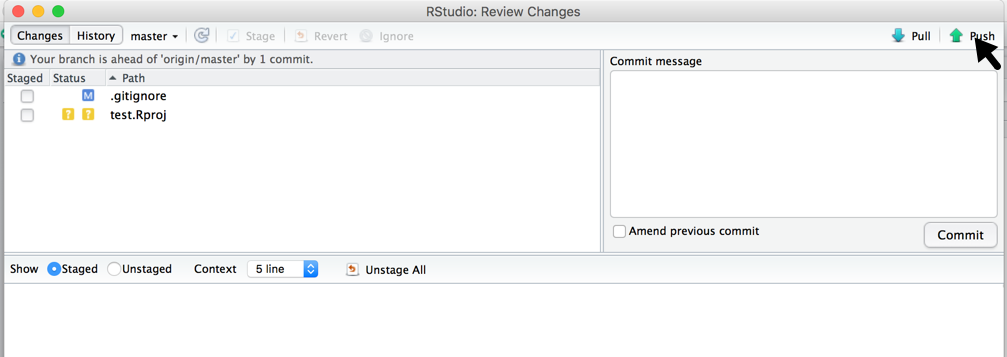 RStudio: Review Changes
Changes History master Stage Revert Ignore Pull Push
Your branch is ahead of 'origin/master' by 1 commit.
Commit message
Staged Status Path
M .gitignore
? ? test.Rproj
Amend previous commit
Commit
Show Staged Unstaged Context 5 line Unstage All